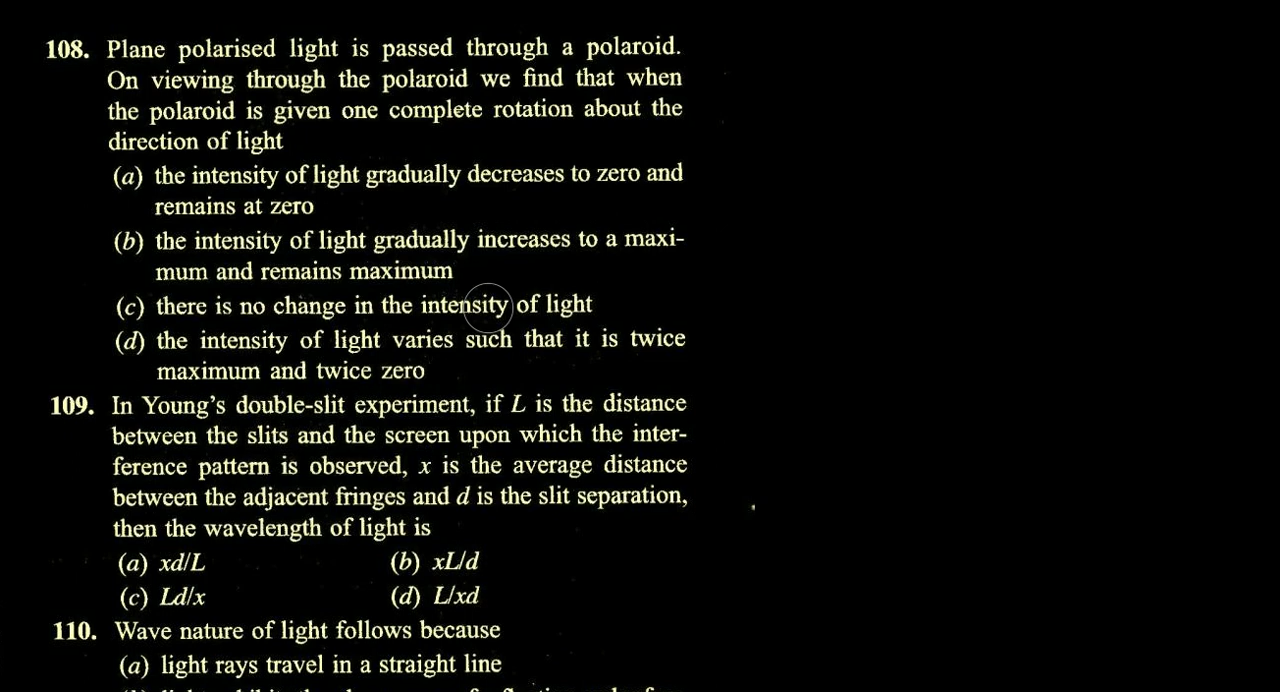 108. Plane polarised light is passed through a polaroid.
On viewing through the polaroid we find that when
the polaroid is given one complete rotation about the
direction of light
(a) the intensity of light gradually decreases to zero and
remains at zero
(b) the intensity of light gradually increases to a maxi-
mum and remains maximum
(c) there is no change in the intensity of light
(d) the intensity of light varies such that it is twice
maximum and twice zero
109. In Young's double-slit experiment, if L is the distance
between the slits and the screen upon which the inter-
ference pattern is observed, x is the average distance
between the adjacent fringes and d is the slit separation,
then the wavelength of light is
(a) xd/L (b) xL/d
(c) Ld/x (d) L/xd
110. Wave nature of light follows because
(a) light rays travel in a straight line